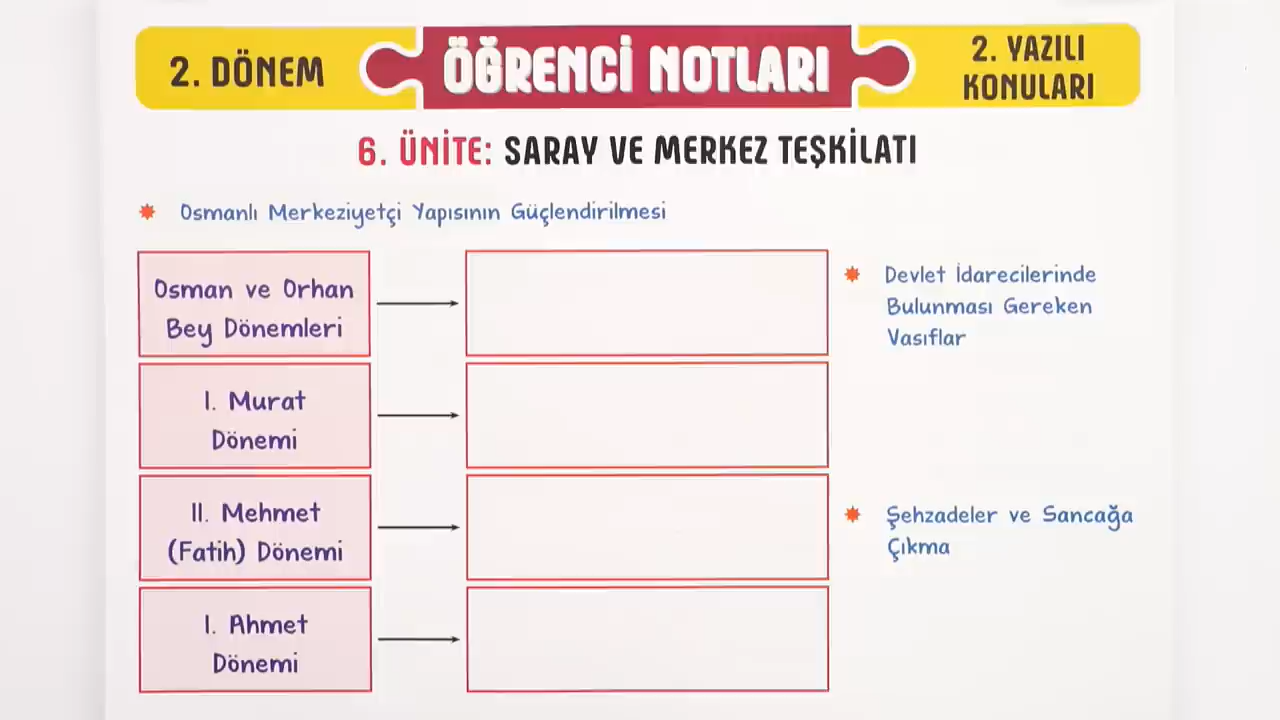 2. DÖNEM
ÖĞRENCİ NOTLARI
2. YAZILI
KONULARI
6. ÜNİTE: SARAY VE MERKEZ TEŞKİLATI
Osmanlı Merkeziyetçi Yapısının Güçlendirilmesi
Osman ve Orhan
Bey Dönemleri
I. Murat
Dönemi
II. Mehmet
(Fatih) Dönemi
I. Ahmet
Dönemi
Devlet İdarecilerinde
Bulunması Gereken
Vasıflar
Şehzadeler ve Sancağa
Çıkma